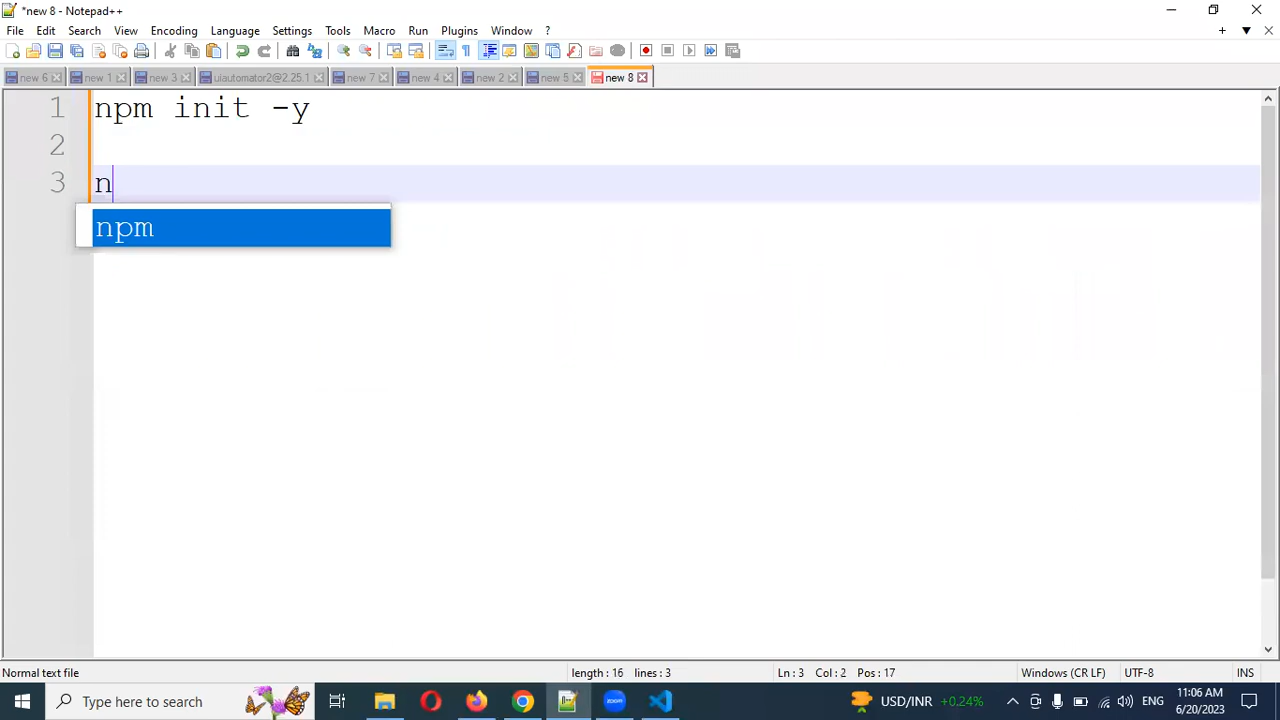 *new 8 - Notepad++
File Edit Search View Encoding Language Settings Tools Macro Run Plugins Window ?
new 6 new 1 new 3 uiautomator2@2.25.1 new 7 new 4 new 2 new 5 new 8
1 npm init -y
2
3 n
npm
Normal text file length : 16 lines : 3 Ln : 3 Col : 2 Pos : 17 Windows (CR LF) UTF-8 INS
Type here to search zoom USD/INR +0.24% ENG 11:06 AM
6/20/2023